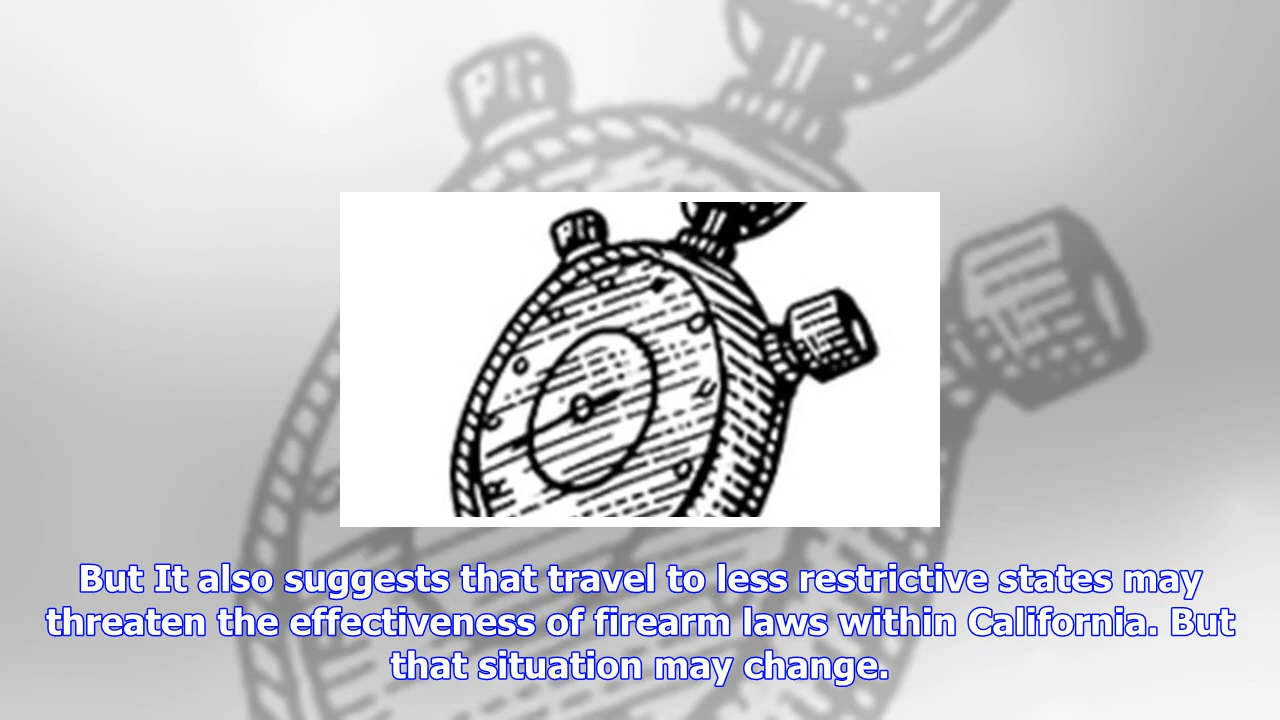 But It also suggests that travel to less restrictive states may
threaten the effectiveness of firearm laws within California. But
that situation may change.